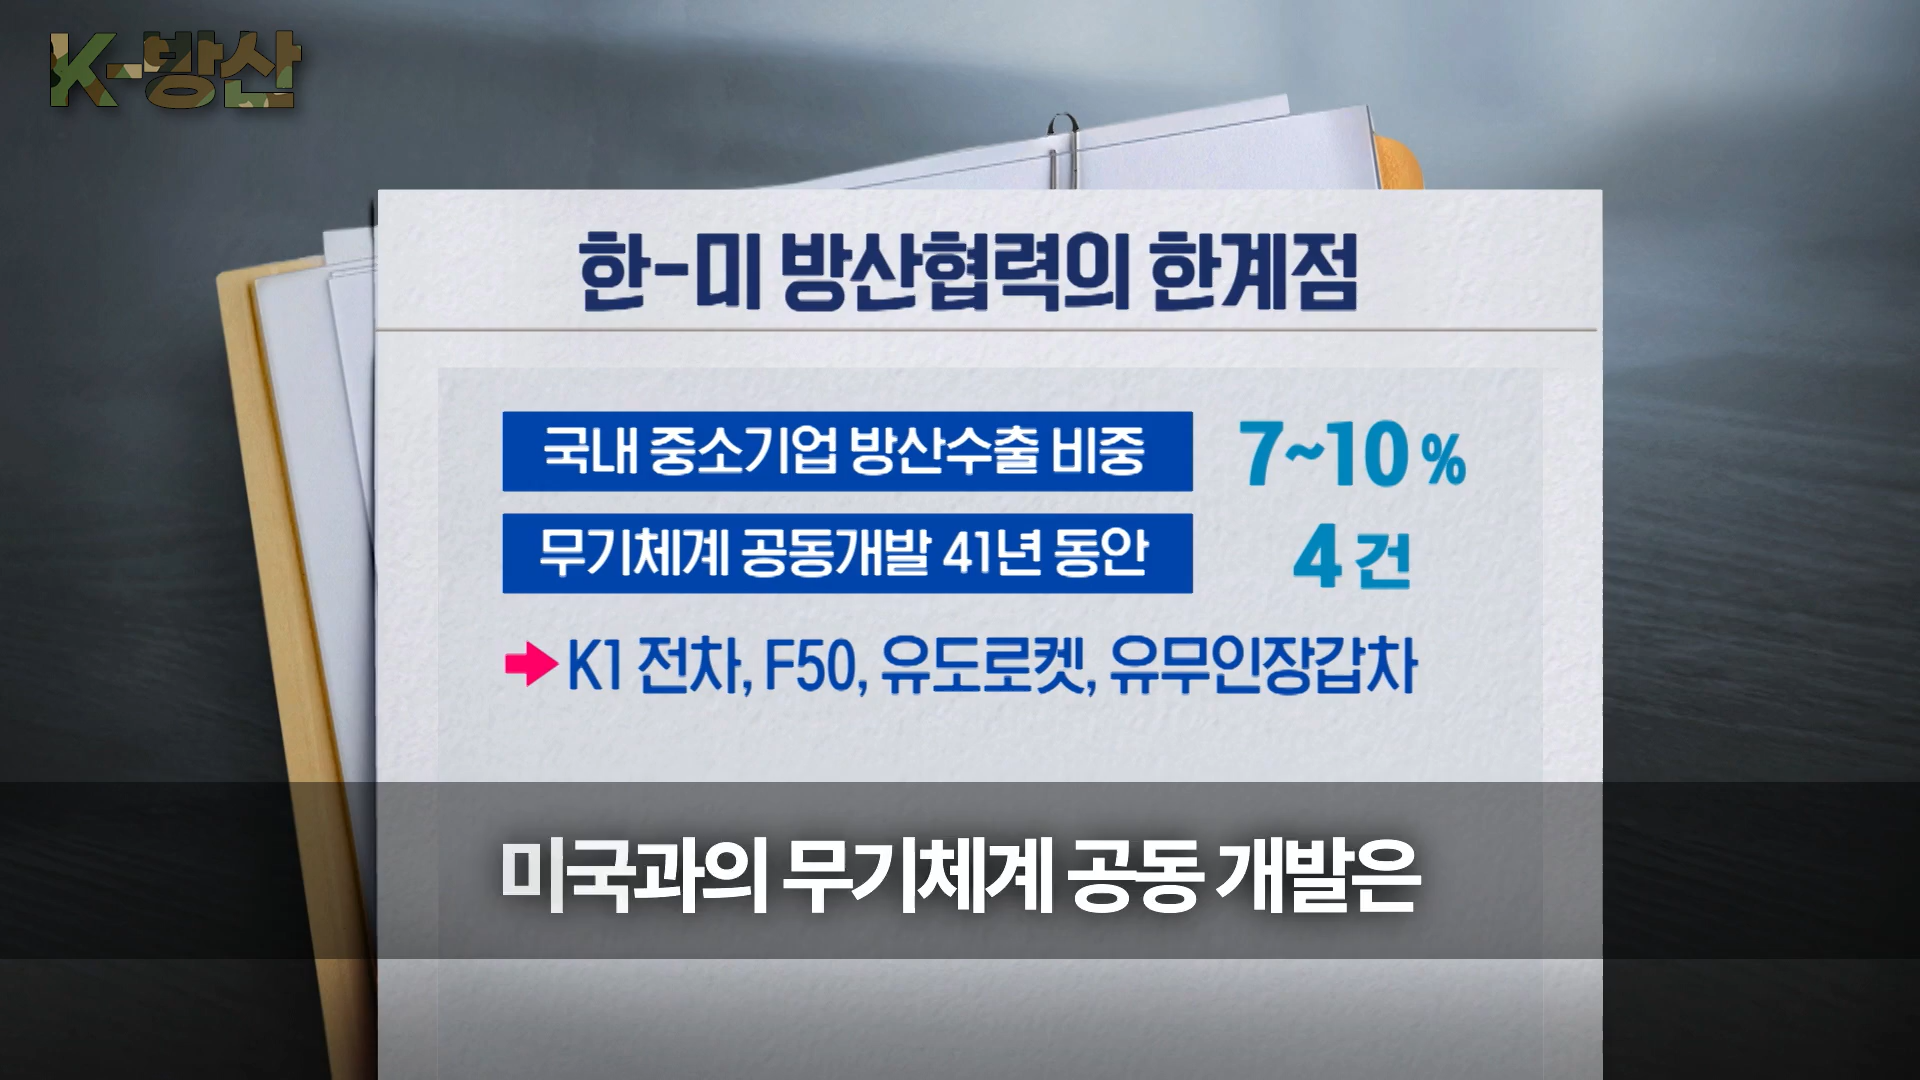 K-방산
한-미 방산협력의 한계점
국내 중소기업 방산수출 비중 7~10 %
무기체계 공동개발 41년 동안 4 건
K1 전차, F50, 유도로켓, 유무인장갑차
미국과의 무기체계 공동 개발은